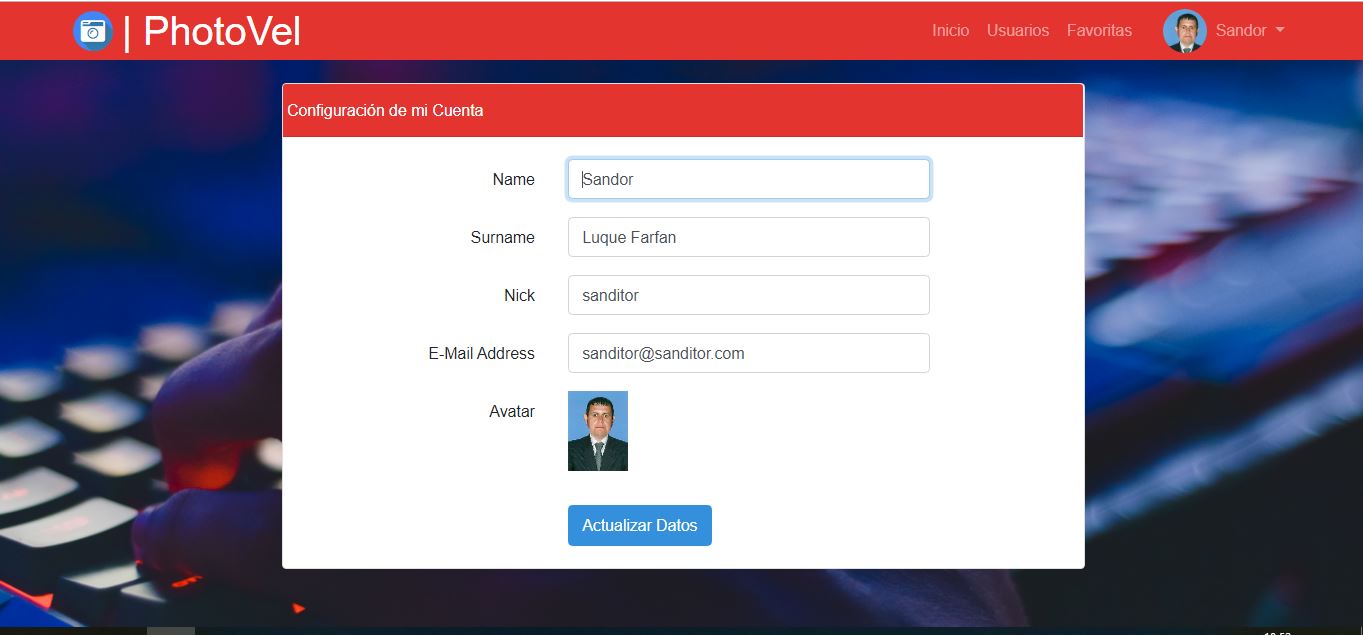 | PhotoVel
Inicio Usuarios Favoritas Sandor
Configuración de mi Cuenta
Name Sandor
Surname Luque Farfan
Nick sanditor
E-Mail Address sanditor@sanditor.com
Avatar
Actualizar Datos